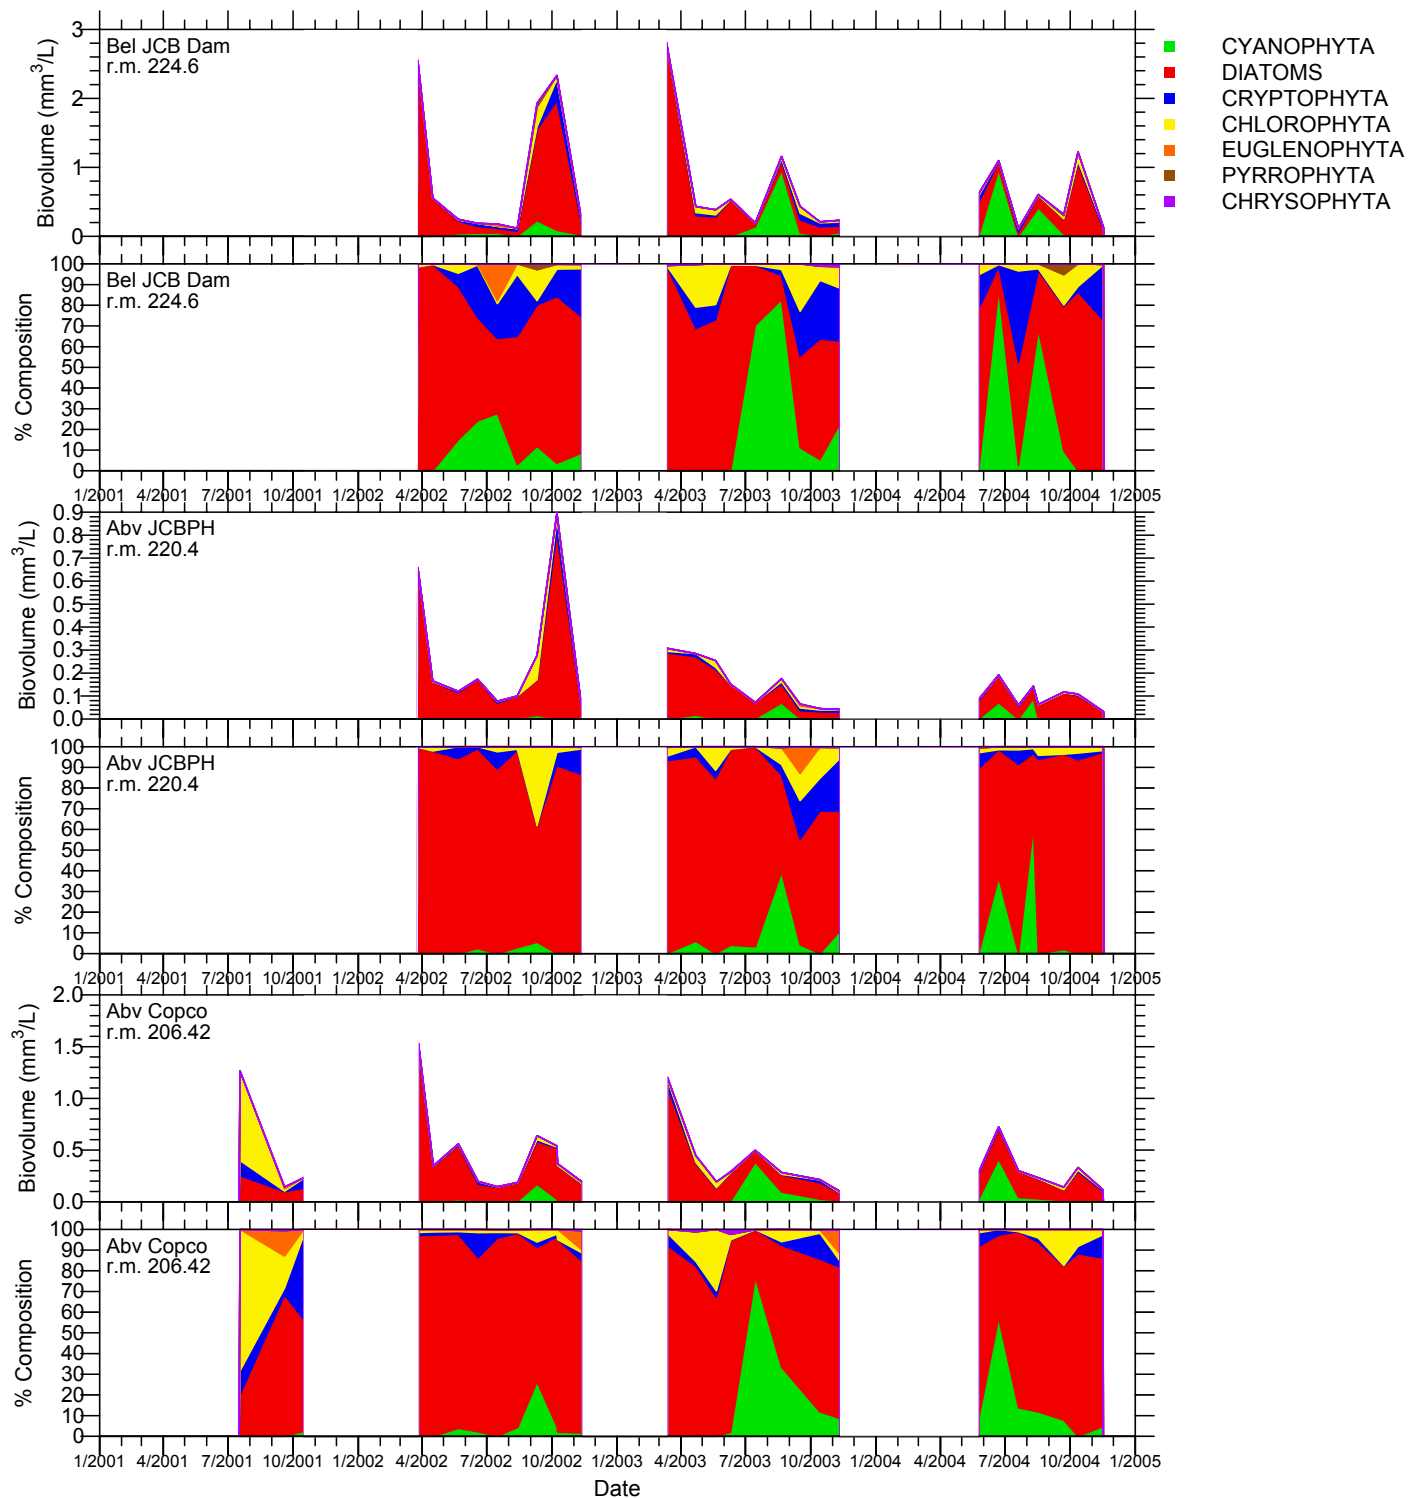 3
2
1
0
Biovolume (mm³/L)
Bel JCB Dam
r.m. 224.6
CYANOPHYTA
DIATOMS
CRYPTOPHYTA
CHLOROPHYTA
EUGLENOPHYTA
PYRROPHYTA
CHRYSOPHYTA
100
90
80
70
60
50
40
30
20
10
0
% Composition
Bel JCB Dam
r.m. 224.6
1/2001 4/2001 7/2001 10/2001 1/2002 4/2002 7/2002 10/2002 1/2003 4/2003 7/2003 10/2003 1/2004 4/2004 7/2004 10/2004 1/2005
0.9
0.8
0.7
0.6
0.5
0.4
0.3
0.2
0.1
0.0
Biovolume (mm³/L)
Abv JCBPH
r.m. 220.4
100
90
80
70
60
50
40
30
20
10
0
% Composition
Abv JCBPH
r.m. 220.4
1/2001 4/2001 7/2001 10/2001 1/2002 4/2002 7/2002 10/2002 1/2003 4/2003 7/2003 10/2003 1/2004 4/2004 7/2004 10/2004 1/2005
2.0
1.5
1.0
0.5
0.0
Biovolume (mm³/L)
Abv Copco
r.m. 206.42
100
90
80
70
60
50
40
30
20
10
0
% Composition
Abv Copco
r.m. 206.42
1/2001 4/2001 7/2001 10/2001 1/2002 4/2002 7/2002 10/2002 1/2003 4/2003 7/2003 10/2003 1/2004 4/2004 7/2004 10/2004 1/2005
Date